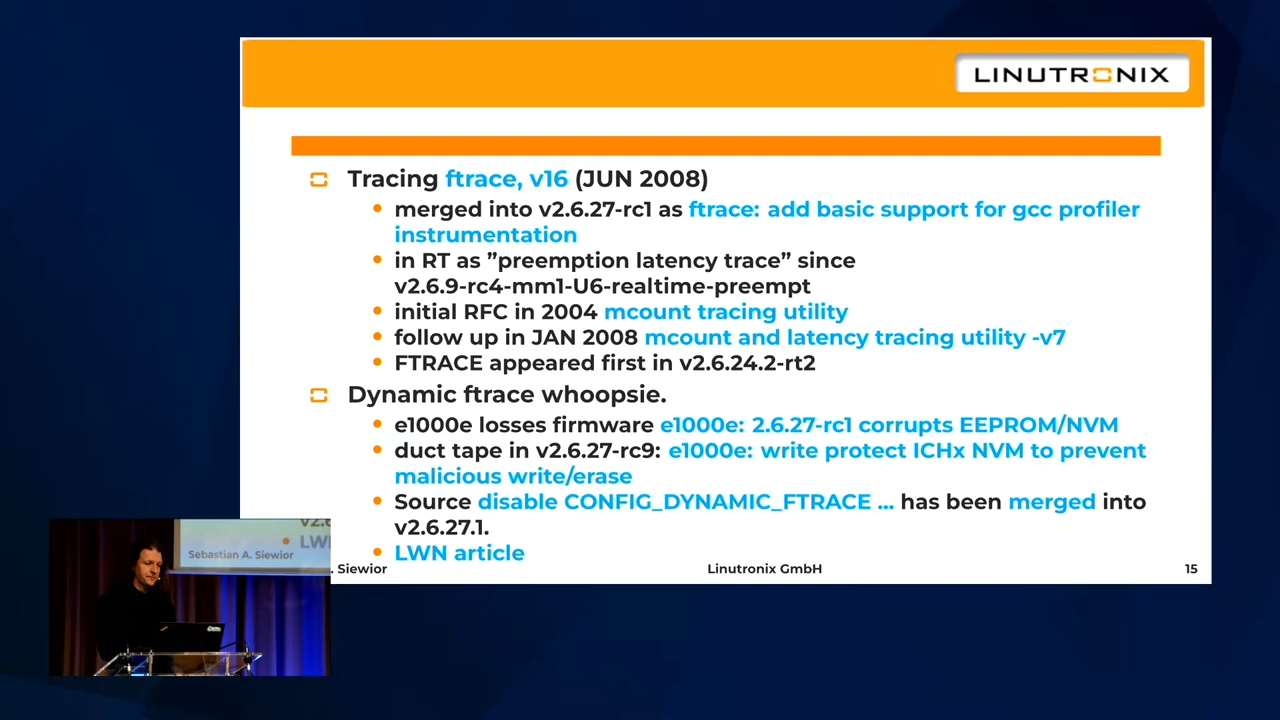 LINUTRONIX
Tracing ftrace, v16 (JUN 2008)
merged into v2.6.27-rc1 as ftrace: add basic support for gcc profiler
instrumentation
in RT as ”preemption latency trace” since
v2.6.9-rc4-mm1-U6-realtime-preempt
initial RFC in 2004 mcount tracing utility
follow up in JAN 2008 mcount and latency tracing utility -v7
FTRACE appeared first in v2.6.24.2-rt2
Dynamic ftrace whoopsie.
e1000e losses firmware e1000e: 2.6.27-rc1 corrupts EEPROM/NVM
duct tape in v2.6.27-rc9: e1000e: write protect ICHx NVM to prevent
malicious write/erase
Source disable CONFIG_DYNAMIC_FTRACE ... has been merged into
v2.6.27.1.
LWN article
. Siewior
Linutronix GmbH
15
v2.6
LW
Sebastian A. Siewior